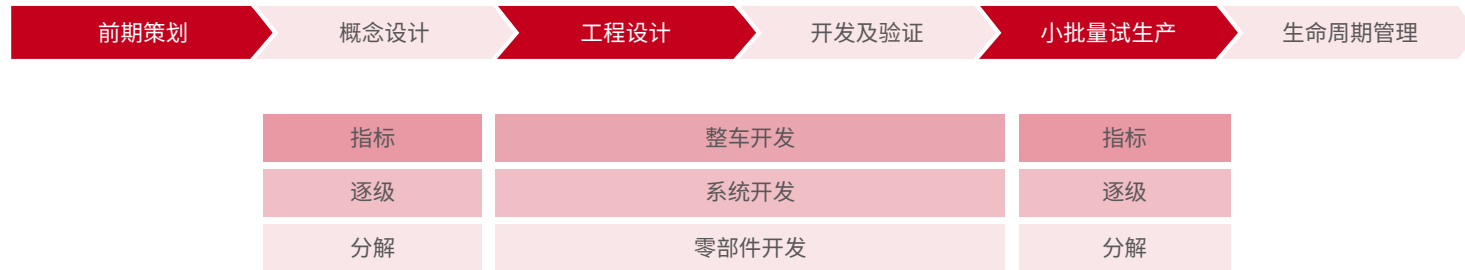 前期策划 概念设计 工程设计 开发及验证 小批量试生产 生命周期管理
指标 整车开发 指标
逐级 系统开发 逐级
分解 零部件开发 分解